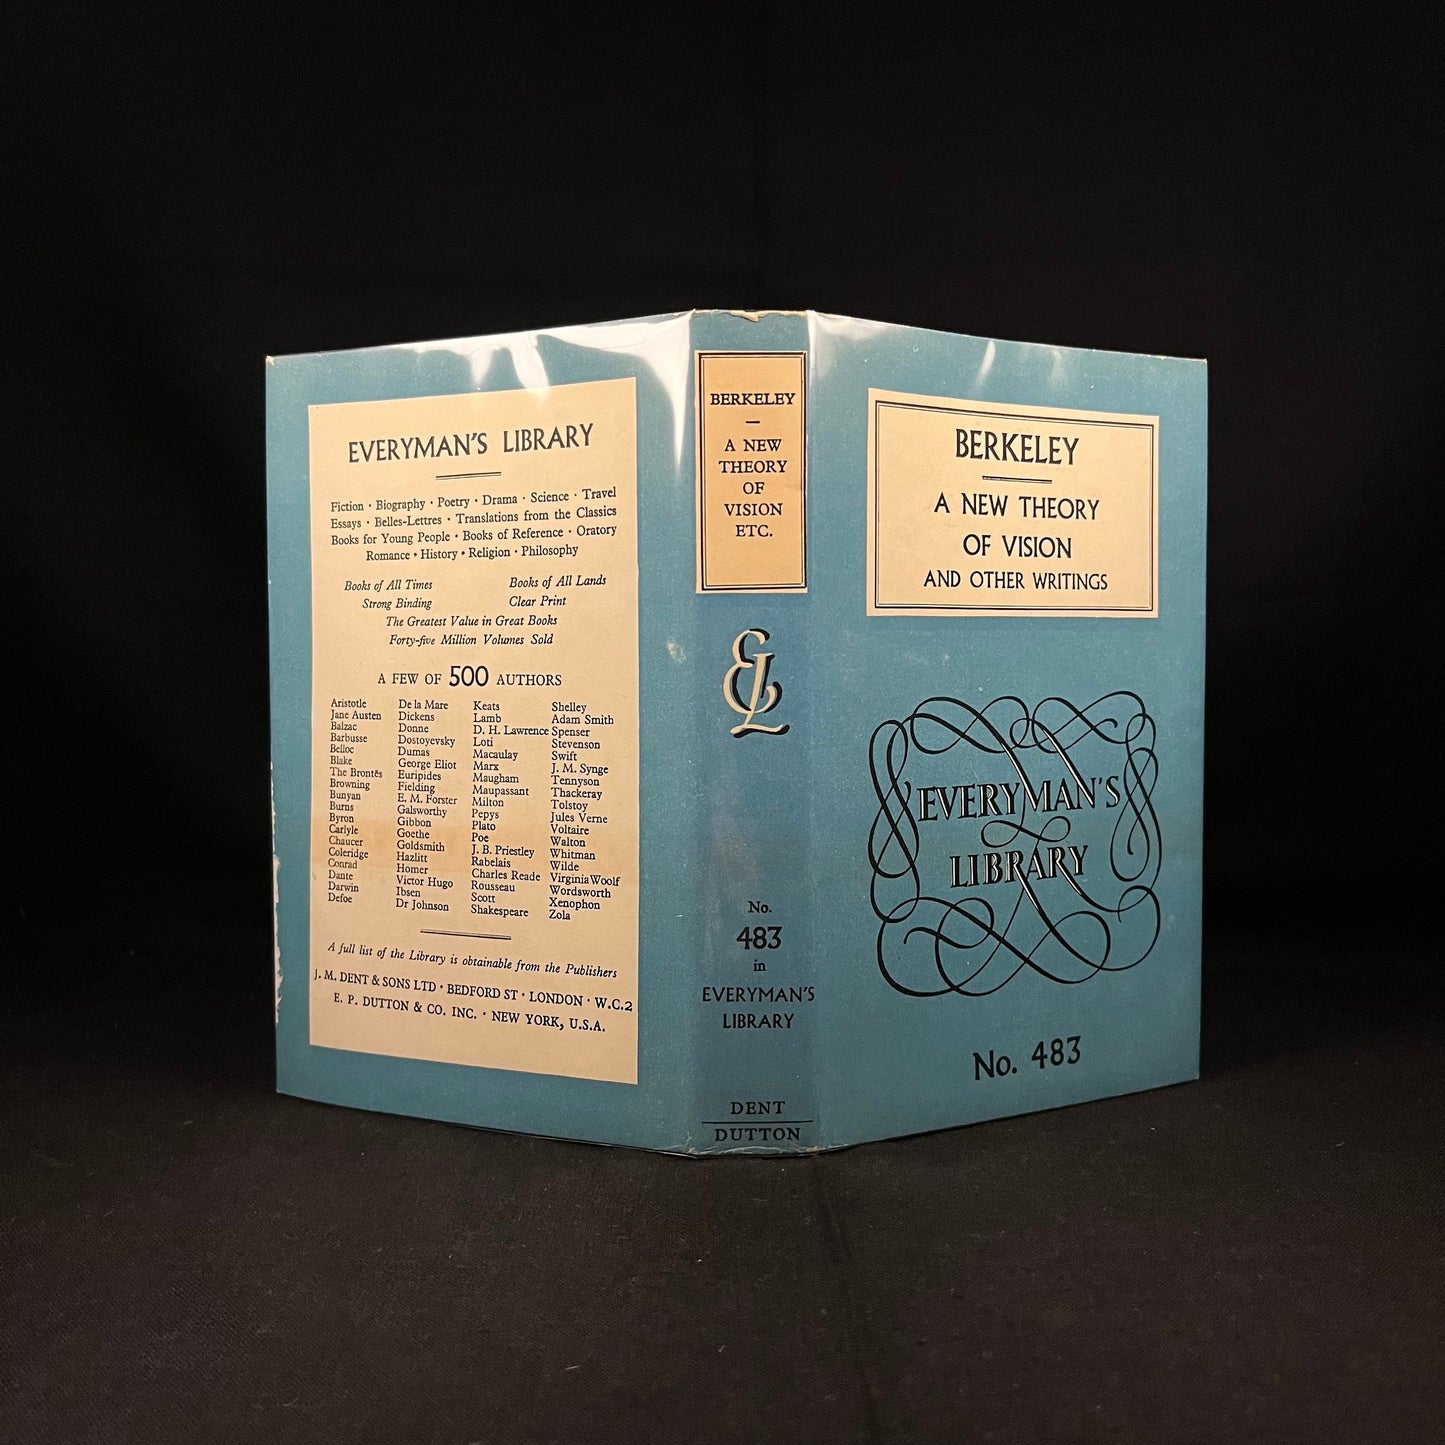 EVERYMAN'S LIBRARY
Fiction · Biography · Poetry · Drama · Science · Travel
Essays · Belles-Lettres · Translations from the Classics
Books for Young People · Books of Reference · Oratory
Romance · History · Religion · Philosophy
Books of All Times Books of All Lands
Strong Binding Clear Print
The Greatest Value in Great Books
Forty-five Million Volumes Sold
A FEW OF 500 AUTHORS
Aristotle
Jane Austen
Balzac
Barbusse
Belloc
Blake
The Brontës
Browning
Bunyan
Burns
Byron
Carlyle
Chaucer
Coleridge
Conrad
Dante
Darwin
Defoe
De la Mare
Dickens
Donne
Dostoyevsky
Dumas
George Eliot
Euripides
Fielding
E. M. Forster
Galsworthy
Gibbon
Goethe
Goldsmith
Hazlitt
Homer
Victor Hugo
Ibsen
Dr Johnson
Keats
Lamb
D. H. Lawrence
Loti
Macaulay
Marx
Maugham
Maupassant
Milton
Pepys
Plato
Poe
J. B. Priestley
Rabelais
Charles Reade
Rousseau
Scott
Shakespeare
Shelley
Adam Smith
Spenser
Stevenson
Swift
J. M. Synge
Tennyson
Thackeray
Tolstoy
Jules Verne
Voltaire
Walton
Whitman
Wilde
Virginia Woolf
Wordsworth
Xenophon
Zola
A full list of the Library is obtainable from the Publishers
J. M. DENT & SONS LTD · BEDFORD ST · LONDON · W.C.2
E. P. DUTTON & CO. INC. · NEW YORK, U.S.A.
BERKELEY
A NEW
THEORY
OF
VISION
ETC.
EL
No.
483
in
EVERYMAN'S
LIBRARY
DENT
DUTTON
BERKELEY
A NEW THEORY
OF VISION
AND OTHER WRITINGS
EVERYMAN'S
LIBRARY
No. 483